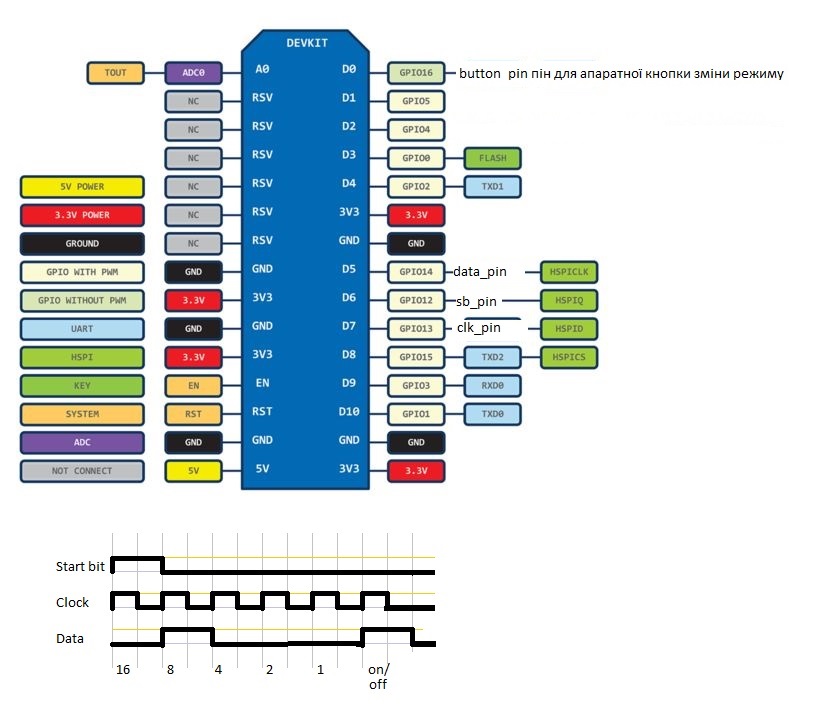 DEVKIT
TOUT ADC0 A0 D0 GPIO16 button pin пін для апаратної кнопки зміни режиму
NC RSV D1 GPIO5
NC RSV D2 GPIO4
NC RSV D3 GPIO0 FLASH
5V POWER NC RSV D4 GPIO2 TXD1
3.3V POWER NC RSV 3V3 3.3V
GROUND NC RSV GND GND
GPIO WITH PWM GND GND D5 GPIO14 data_pin HSPICLK
GPIO WITHOUT PWM 3.3V 3V3 D6 GPIO12 sb_pin HSPIQ
UART GND GND D7 GPIO13 clk_pin HSPID
HSPI 3.3V 3V3 D8 GPIO15 TXD2 HSPICS
KEY EN EN D9 GPIO3 RXD0
SYSTEM RST RST D10 GPIO1 TXD0
ADC GND GND GND GND
NOT CONNECT 5V 5V 3V3 3.3V
Start bit
Clock
Data
16 8 4 2 1 on/
off